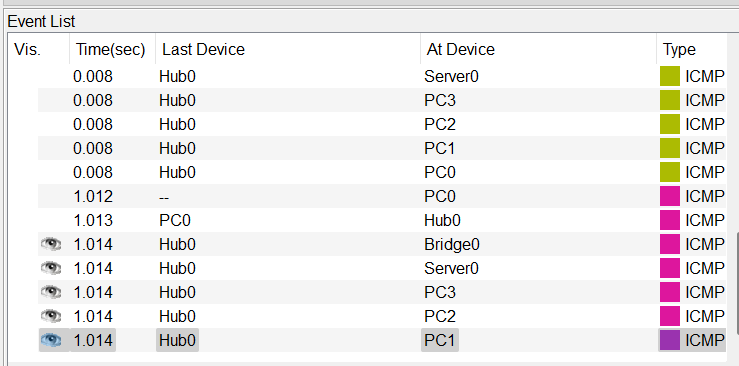 Event List
Vis. Time(sec) Last Device At Device Type
0.008 Hub0 Server0 ICMP
0.008 Hub0 PC3 ICMP
0.008 Hub0 PC2 ICMP
0.008 Hub0 PC1 ICMP
0.008 Hub0 PC0 ICMP
1.012 -- PC0 ICMP
1.013 PC0 Hub0 ICMP
1.014 Hub0 Bridge0 ICMP
1.014 Hub0 Server0 ICMP
1.014 Hub0 PC3 ICMP
1.014 Hub0 PC2 ICMP
1.014 Hub0 PC1 ICMP